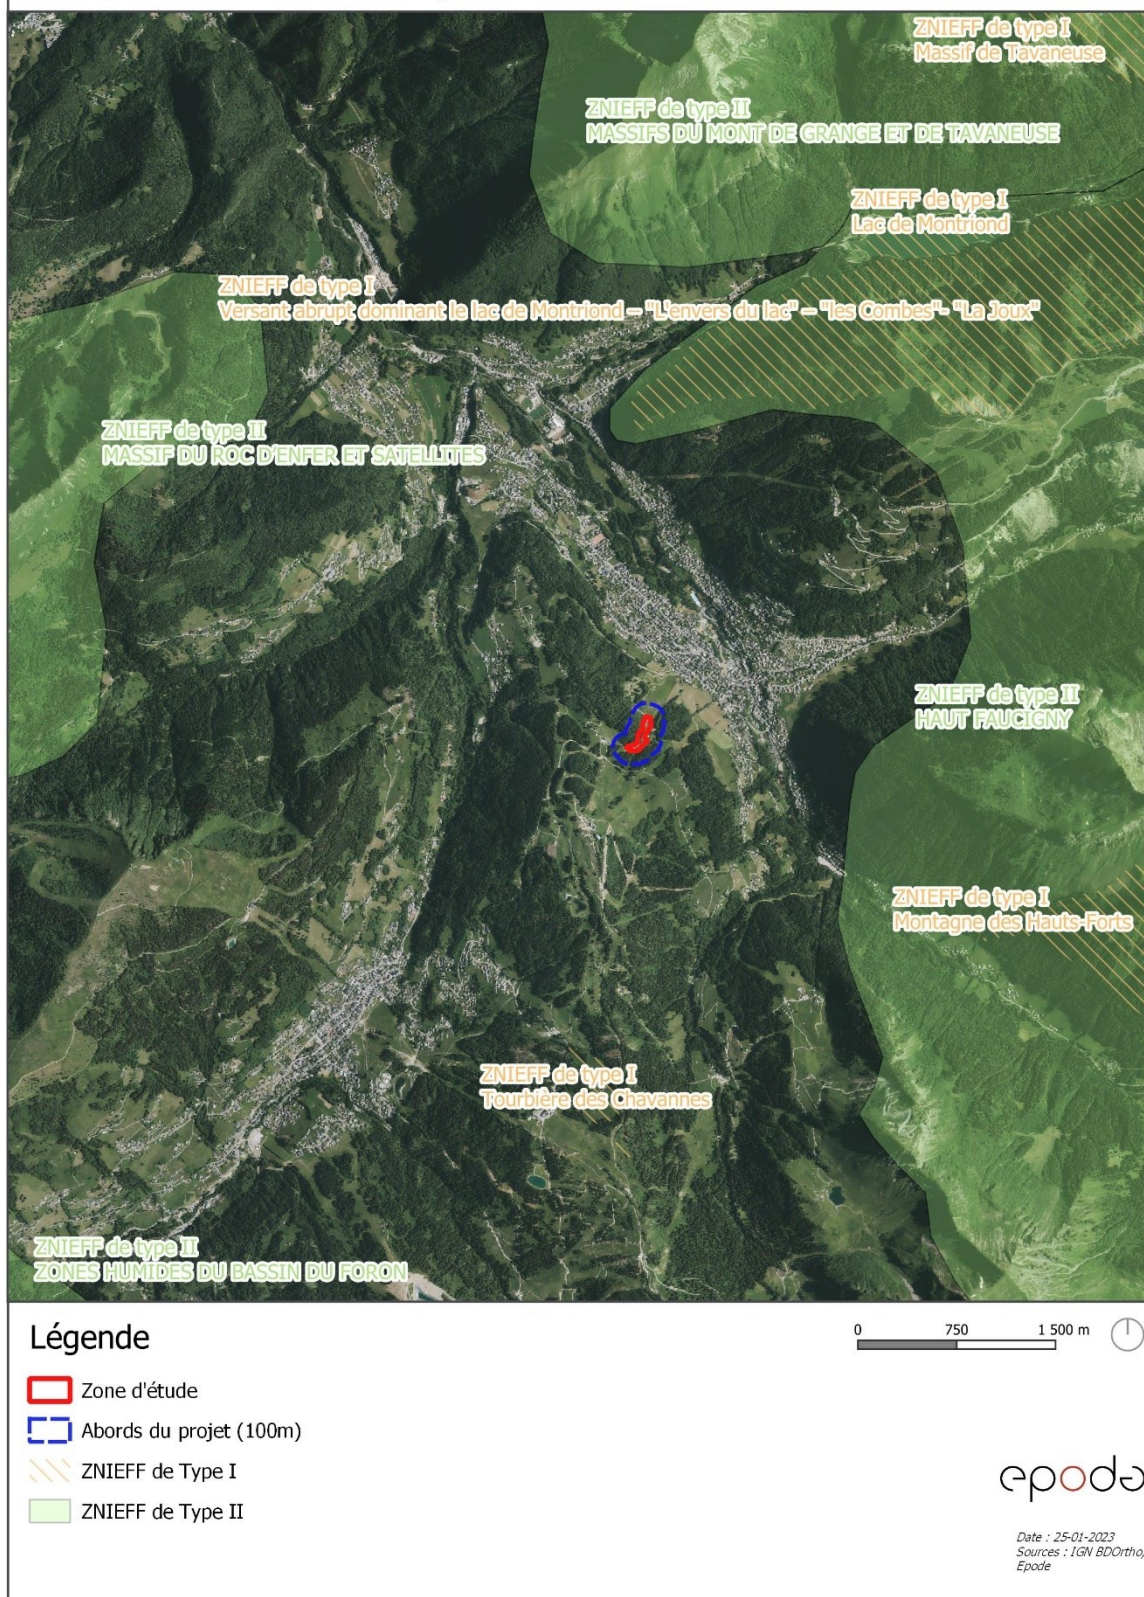 ZNIEFF de type I
Massif de Tavaneuse
ZNIEFF de type II
MASSIFS DU MONT DE GRANGE ET DE TAVANEUSE
ZNIEFF de type I
Lac de Montriond
ZNIEFF de type I
Versant abrupt dominant le lac de Montriond – "L'envers du lac" – "les Combes"- "La Joux"
ZNIEFF de type II
MASSIF DU ROC D'ENFER ET SATELLITES
ZNIEFF de type II
HAUT FAUCIGNY
ZNIEFF de type I
Montagne des Hauts-Forts
ZNIEFF de type I
Tourbière des Chavannes
ZNIEFF de type II
ZONES HUMIDES DU BASSIN DU FORON
Légende
0 750 1 500 m
Zone d'étude
Abords du projet (100m)
ZNIEFF de Type I
ZNIEFF de Type II
epode
Date : 25-01-2023
Sources : IGN BDOrtho,
Epode